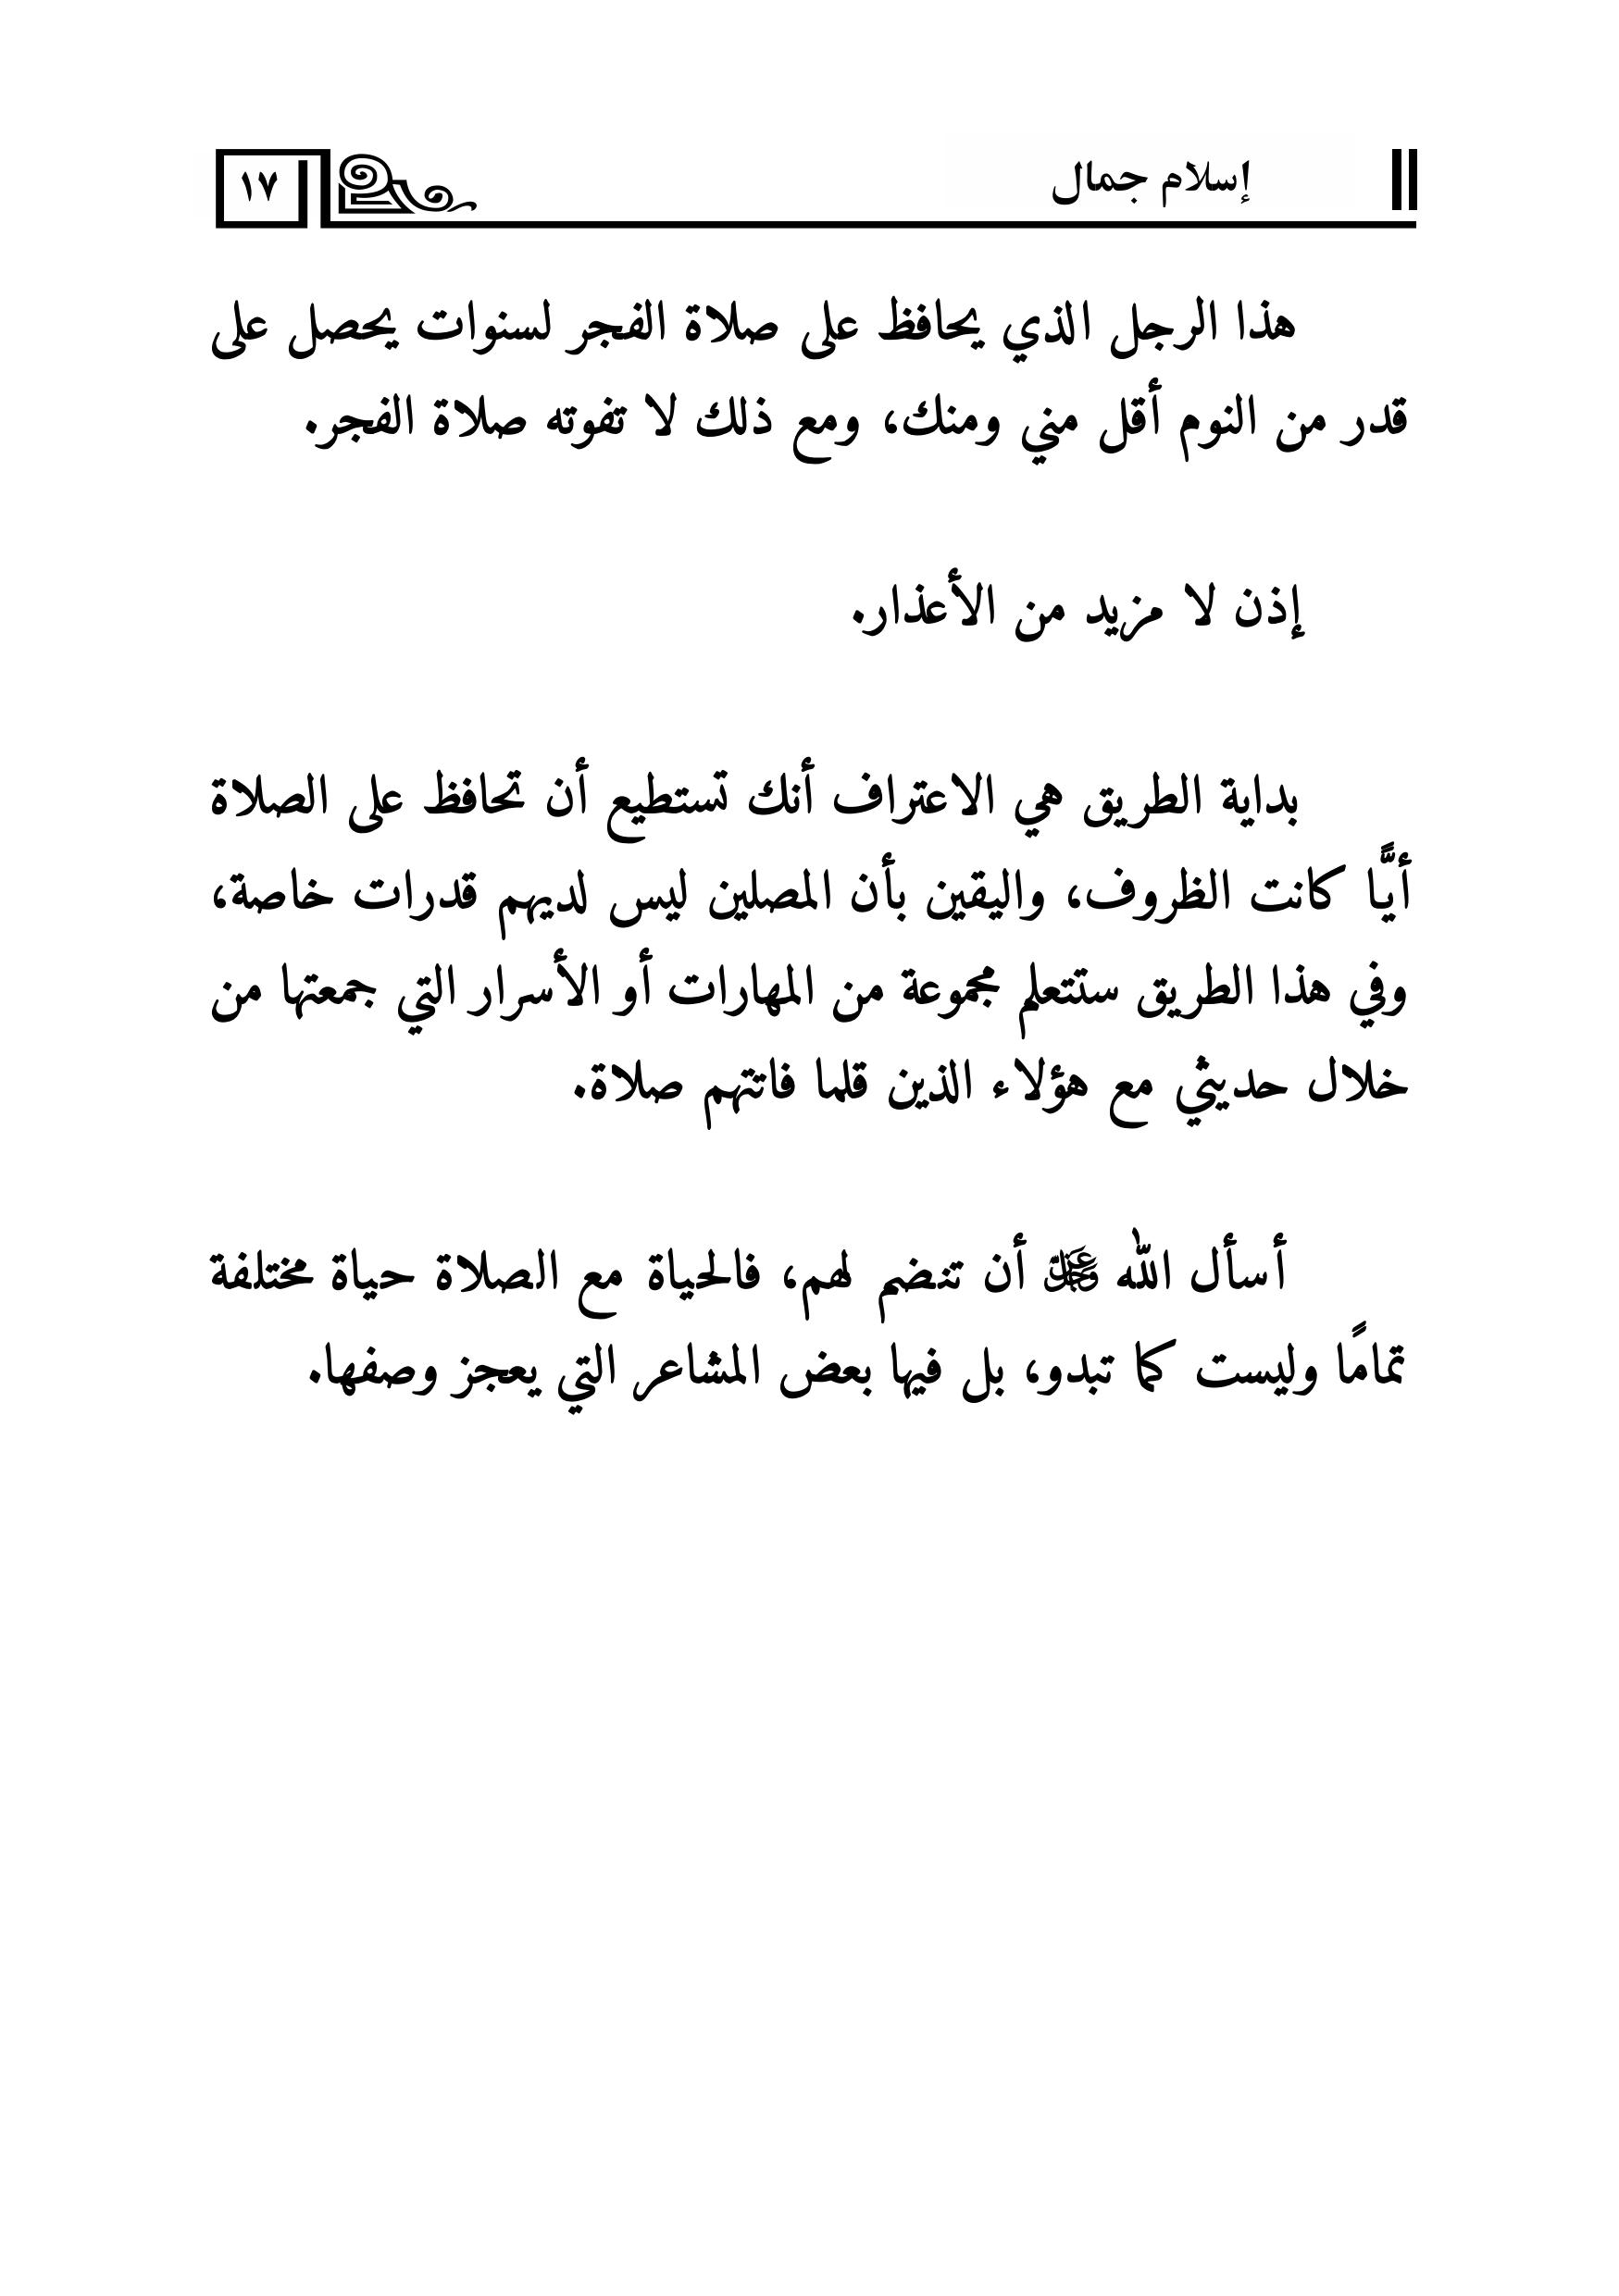 إسلام جمال
١٧
هذا الرجل الذي يحافظ على صلاة الفجر لسنوات يحصل على
قدر من النوم أقل مني ومنك، ومع ذلك لا تفوته صلاة الفجر.
إذن لا مزيد من الأعذار.
بداية الطريق هي الاعتراف أنك تستطيع أن تحافظ على الصلاة
أيًّا كانت الظروف، واليقين بأن المصلين ليس لديهم قدرات خاصة،
وفي هذا الطريق ستتعلم مجموعة من المهارات أو الأسرار التي جمعتها من
خلال حديثي مع هؤلاء الذين قلما فاتتهم صلاة.
أسأل الله عَزَّ وَجَلَّ أن تنضم لهم، فالحياة مع الصلاة حياة مختلفة
تمامًا وليست كما تبدو، بل فيها بعض المشاعر التي يعجز وصفها.